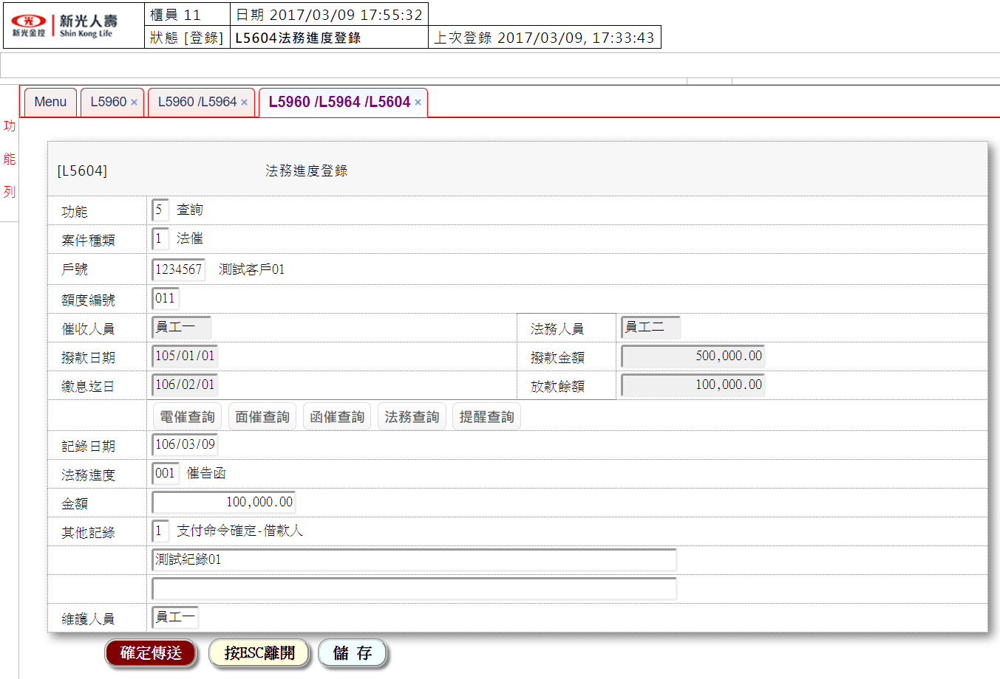 新光金控 新光人壽 Shin Kong Life
櫃員 11 日期 2017/03/09 17:55:32
狀態 [登錄] L5604法務進度登錄 上次登錄 2017/03/09, 17:33:43
Menu L5960 × L5960 /L5964 × L5960 /L5964 /L5604 ×
功
能
列
[L5604] 法務進度登錄
功能 5 查詢
案件種類 1 法催
戶號 1234567 測試客戶01
額度編號 011
催收人員 員工一 法務人員 員工二
撥款日期 105/01/01 撥款金額 500,000.00
繳息迄日 106/02/01 放款餘額 100,000.00
電催查詢 面催查詢 函催查詢 法務查詢 提醒查詢
記錄日期 106/03/09
法務進度 001 催告函
金額 100,000.00
其他記錄 1 支付命令確定-借款人
測試紀錄01
維護人員 員工一
確定傳送 按ESC離開 儲 存